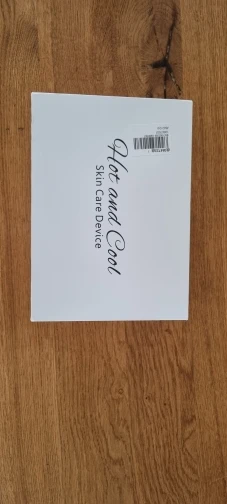 Hot and Cool
Skin Care Device